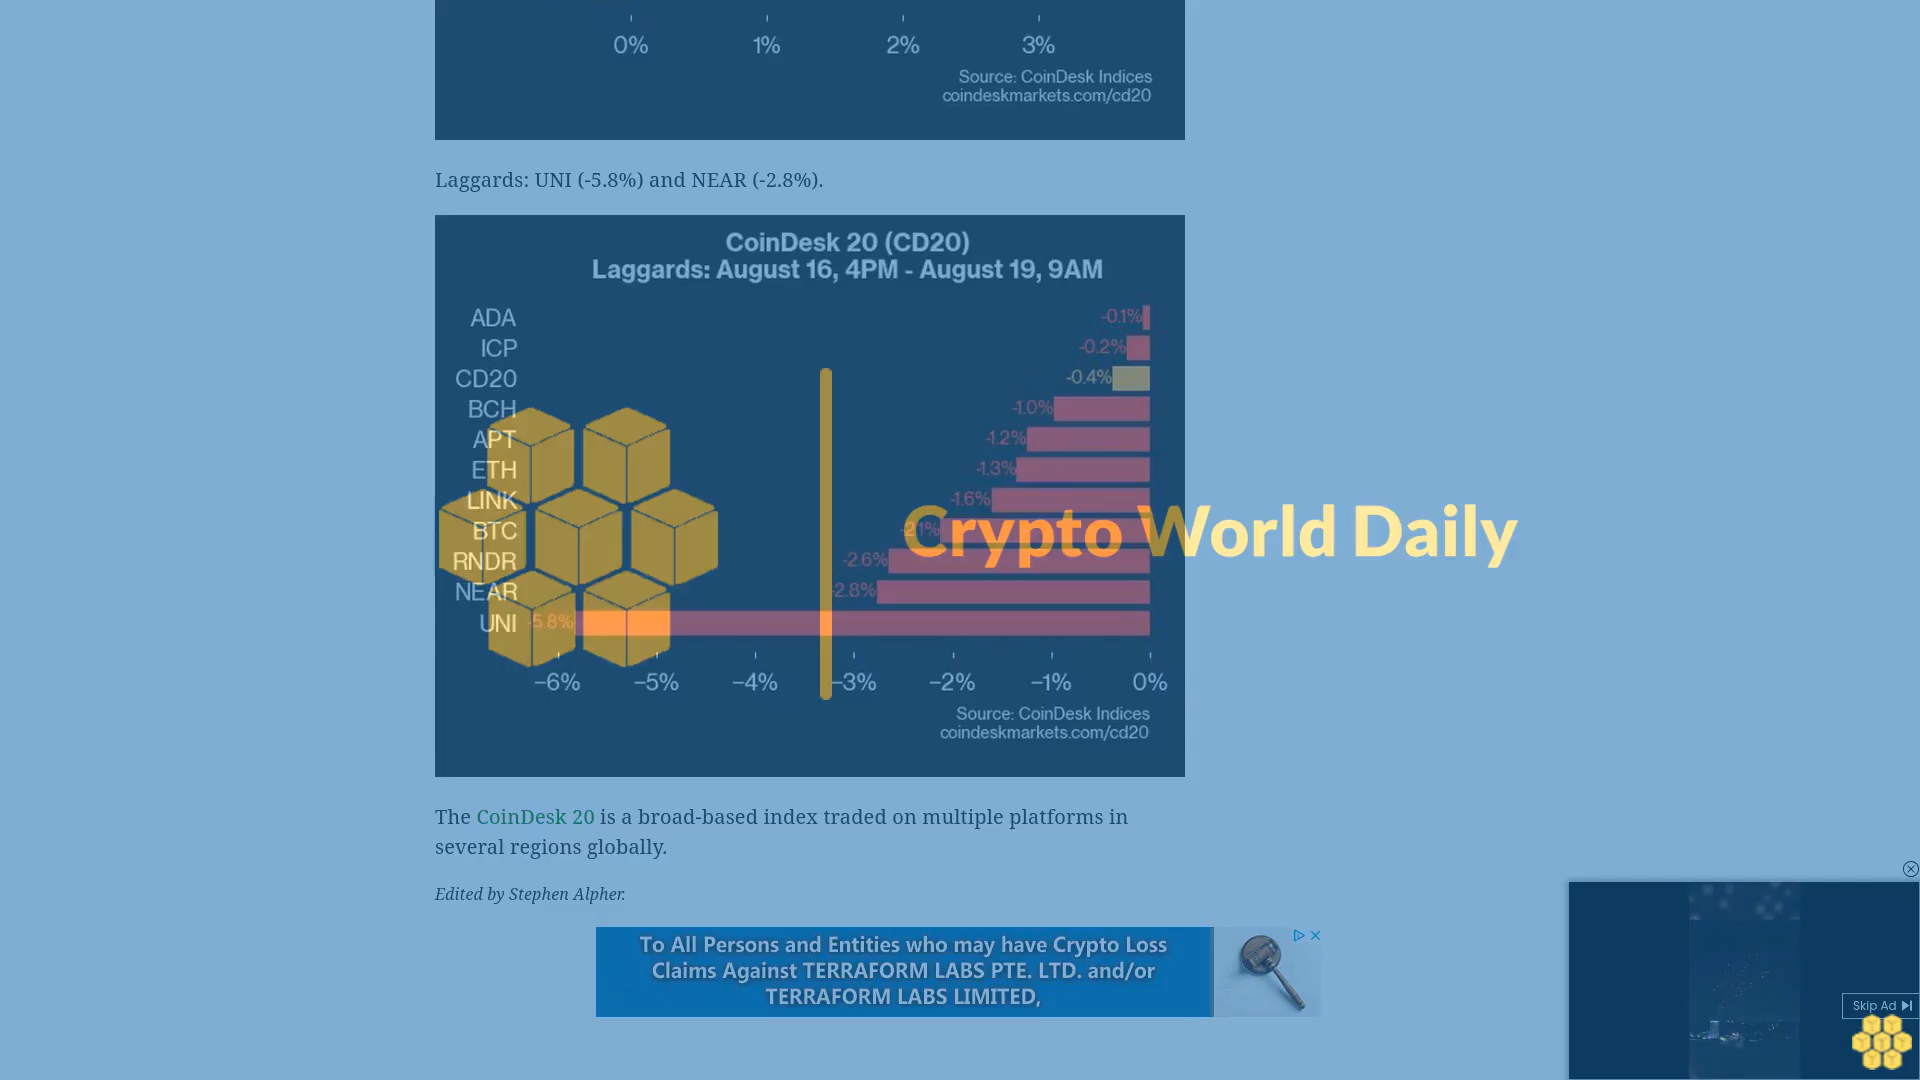 0% 1% 2% 3%
Source: CoinDesk Indices
coindeskmarkets.com/cd20
Laggards: UNI (-5.8%) and NEAR (-2.8%).
CoinDesk 20 (CD20)
Laggards: August 16, 4PM - August 19, 9AM
ADA -0.1%
ICP -0.2%
CD20 -0.4%
BCH -1.0%
APT -1.2%
ETH -1.3%
LINK -1.6%
BTC -2.1%
Crypto World Daily
RNDR -2.6%
NEAR -2.8%
UNI -5.8%
−6% −5% −4% −3% −2% −1% 0%
Source: CoinDesk Indices
coindeskmarkets.com/cd20
The CoinDesk 20 is a broad-based index traded on multiple platforms in
several regions globally.
Edited by Stephen Alpher.
To All Persons and Entities who may have Crypto Loss
Claims Against TERRAFORM LABS PTE. LTD. and/or
TERRAFORM LABS LIMITED,
Skip Ad